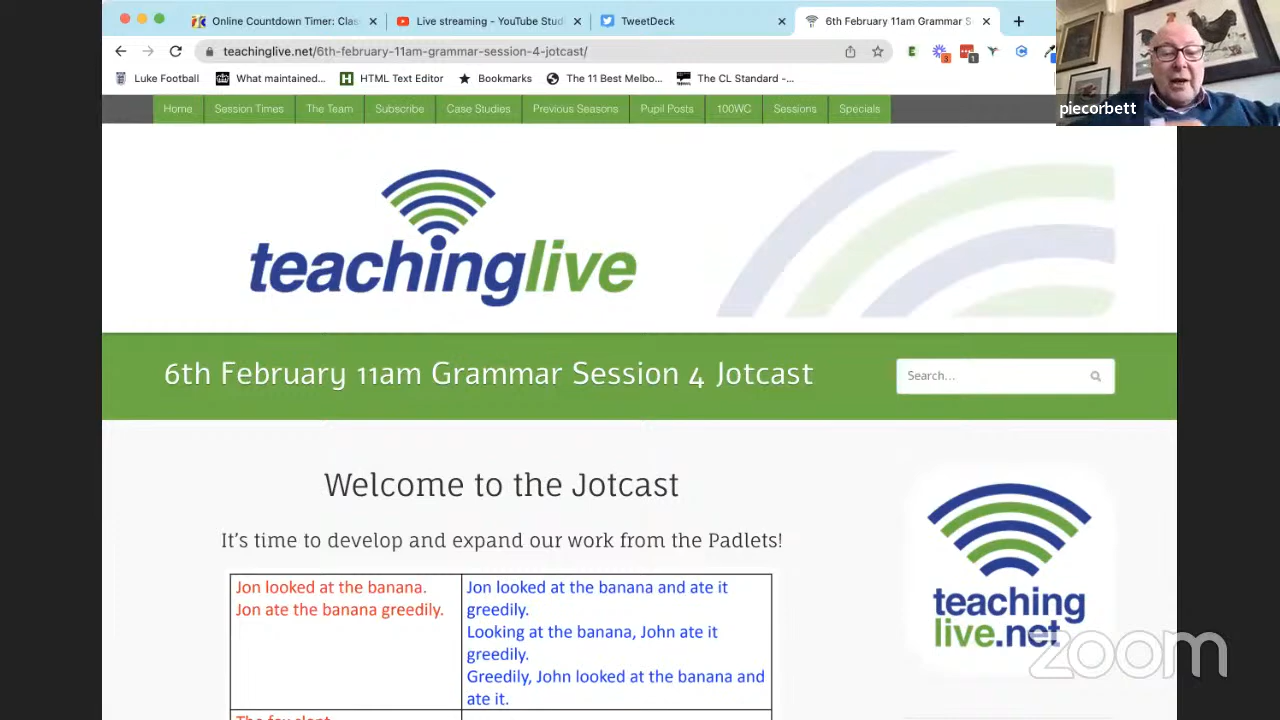 Online Countdown Timer: Clas
Live streaming - YouTube Stud
TweetDeck
6th February 11am Grammar S
teachinglive.net/6th-february-11am-grammar-session-4-jotcast/
3
1
Luke Football
What maintained...
HTML Text Editor
Bookmarks
The 11 Best Melbo...
The CL Standard -...
piecorbett
Home
Session Times
The Team
Subscribe
Case Studies
Previous Seasons
Pupil Posts
100WC
Sessions
Specials
teachinglive
6th February 11am Grammar Session 4 Jotcast
Search...
Welcome to the Jotcast
It's time to develop and expand our work from the Padlets!
Jon looked at the banana.
Jon ate the banana greedily.
Jon looked at the banana and ate it
greedily.
Looking at the banana, John ate it
greedily.
Greedily, John looked at the banana and
ate it.
The fox slept.
teaching
live.net
zoom